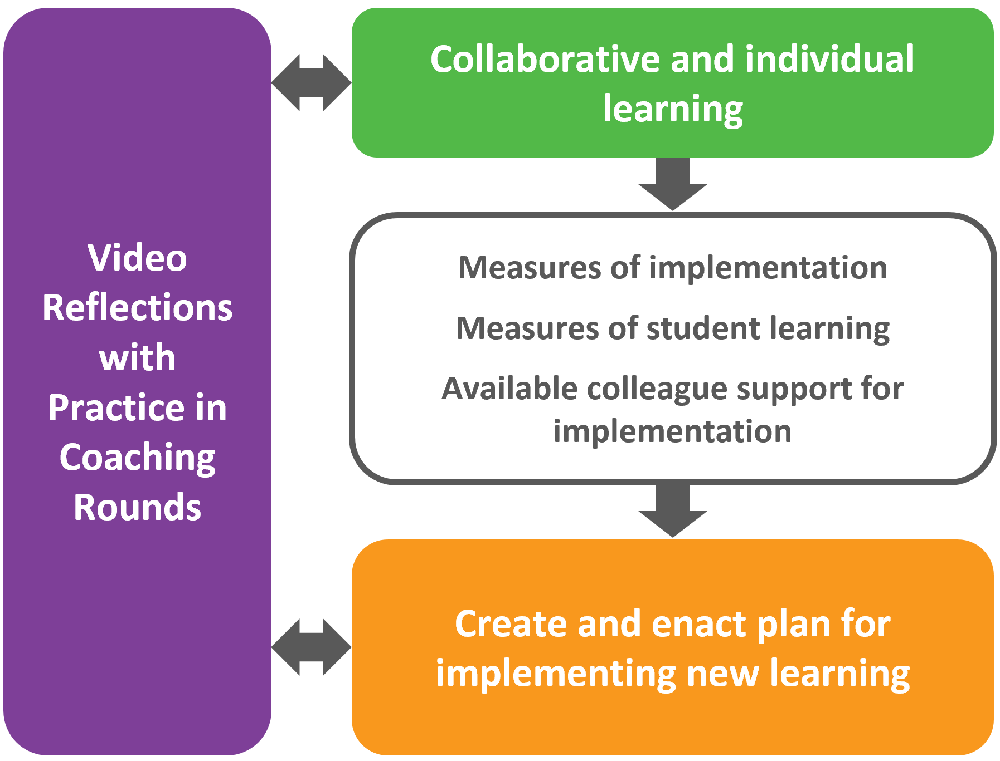 Video
Reflections
with
Practice in
Coaching
Rounds
Collaborative and individual
learning
Measures of implementation
Measures of student learning
Available colleague support for
implementation
Create and enact plan for
implementing new learning